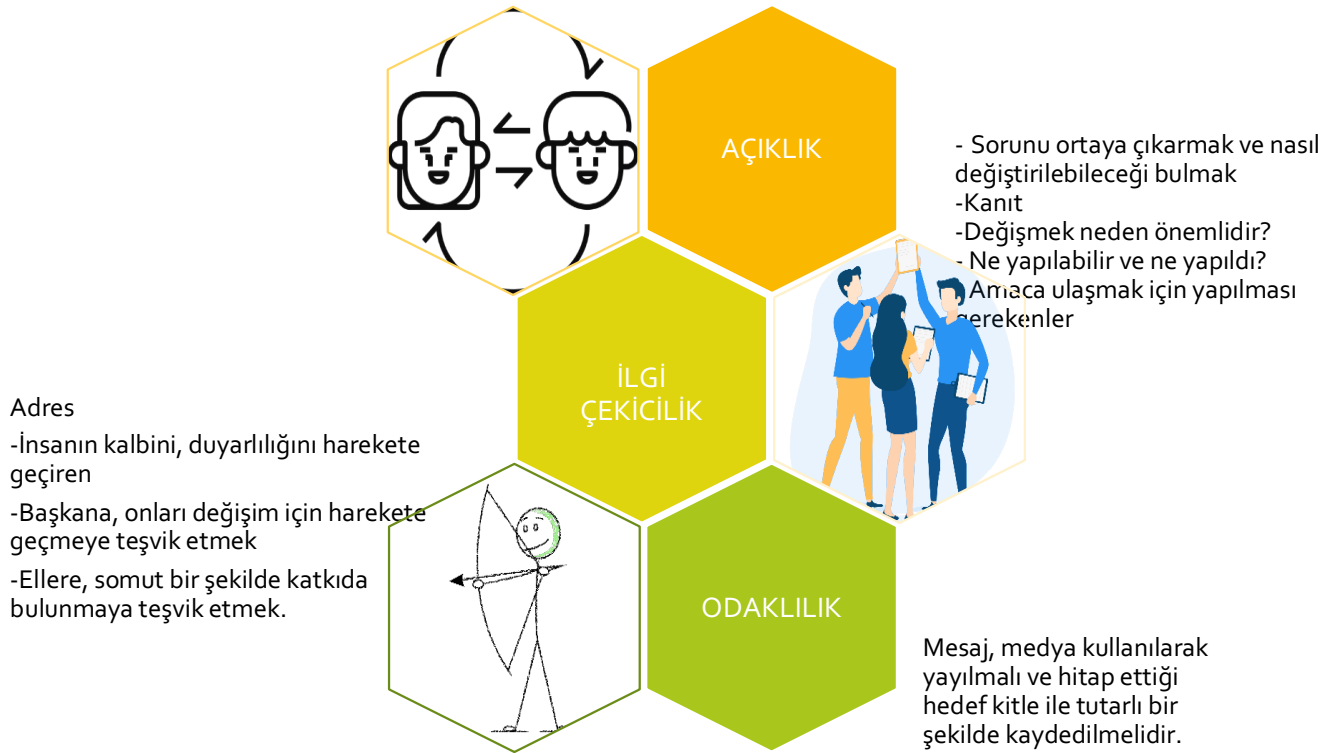 AÇIKLIK
- Sorunu ortaya çıkarmak ve nasıl
değiştirilebileceği bulmak
-Kanıt
-Değişmek neden önemlidir?
- Ne yapılabilir ve ne yapıldı?
- Amaca ulaşmak için yapılması
gerekenler
İLGİ
ÇEKİCİLİK
Adres
-İnsanın kalbini, duyarlılığını harekete
geçiren
-Başkana, onları değişim için harekete
geçmeye teşvik etmek
-Ellere, somut bir şekilde katkıda
bulunmaya teşvik etmek.
ODAKLILIK
Mesaj, medya kullanılarak
yayılmalı ve hitap ettiği
hedef kitle ile tutarlı bir
şekilde kaydedilmelidir.